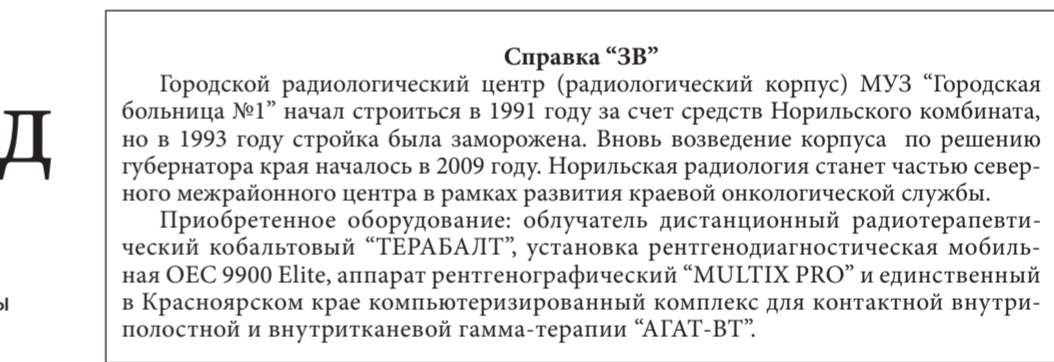 Справка “ЗВ”
Городской радиологический центр (радиологический корпус) МУЗ “Городская
больница №1” начал строиться в 1991 году за счет средств Норильского комбината,
но в 1993 году стройка была заморожена. Вновь возведение корпуса по решению
губернатора края началось в 2009 году. Норильская радиология станет частью север-
ного межрайонного центра в рамках развития краевой онкологической службы.
Приобретенное оборудование: облучатель дистанционный радиотерапевти-
ческий кобальтовый “ТЕРАБАЛТ”, установка рентгенодиагностическая мобиль-
ная OEC 9900 Elite, аппарат рентгенографический “MULTIX PRO” и единственный
в Красноярском крае компьютеризированный комплекс для контактной внутри-
полостной и внутритканевой гамма-терапии “АГАТ-ВТ”.
д
ы